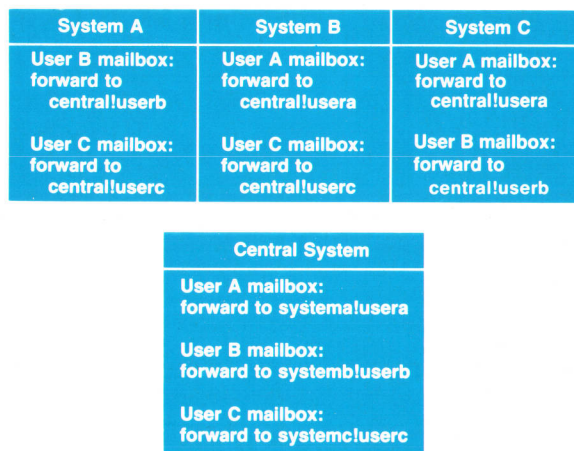 System A
User B mailbox:
forward to
central!userb
User C mailbox:
forward to
central!userc
System B
User A mailbox:
forward to
central!usera
User C mailbox:
forward to
central!userc
System C
User A mailbox:
forward to
central!usera
User B mailbox:
forward to
central!userb
Central System
User A mailbox:
forward to systema!usera
User B mailbox:
forward to systemb!userb
User C mailbox:
forward to systemc!userc